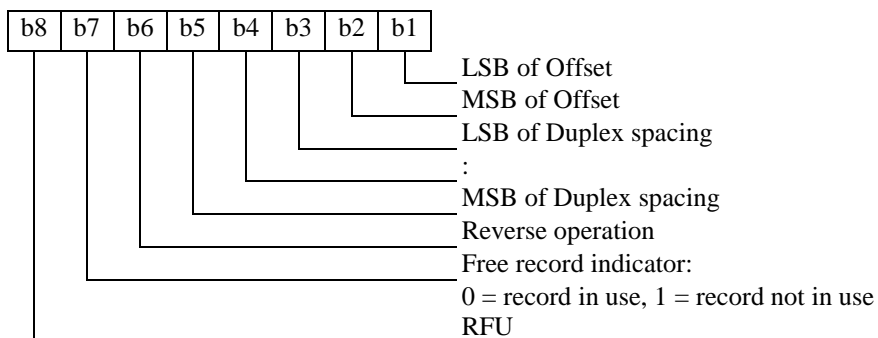 b8 b7 b6 b5 b4 b3 b2 b1
LSB of Offset
MSB of Offset
LSB of Duplex spacing
:
MSB of Duplex spacing
Reverse operation
Free record indicator:
0 = record in use, 1 = record not in use
RFU